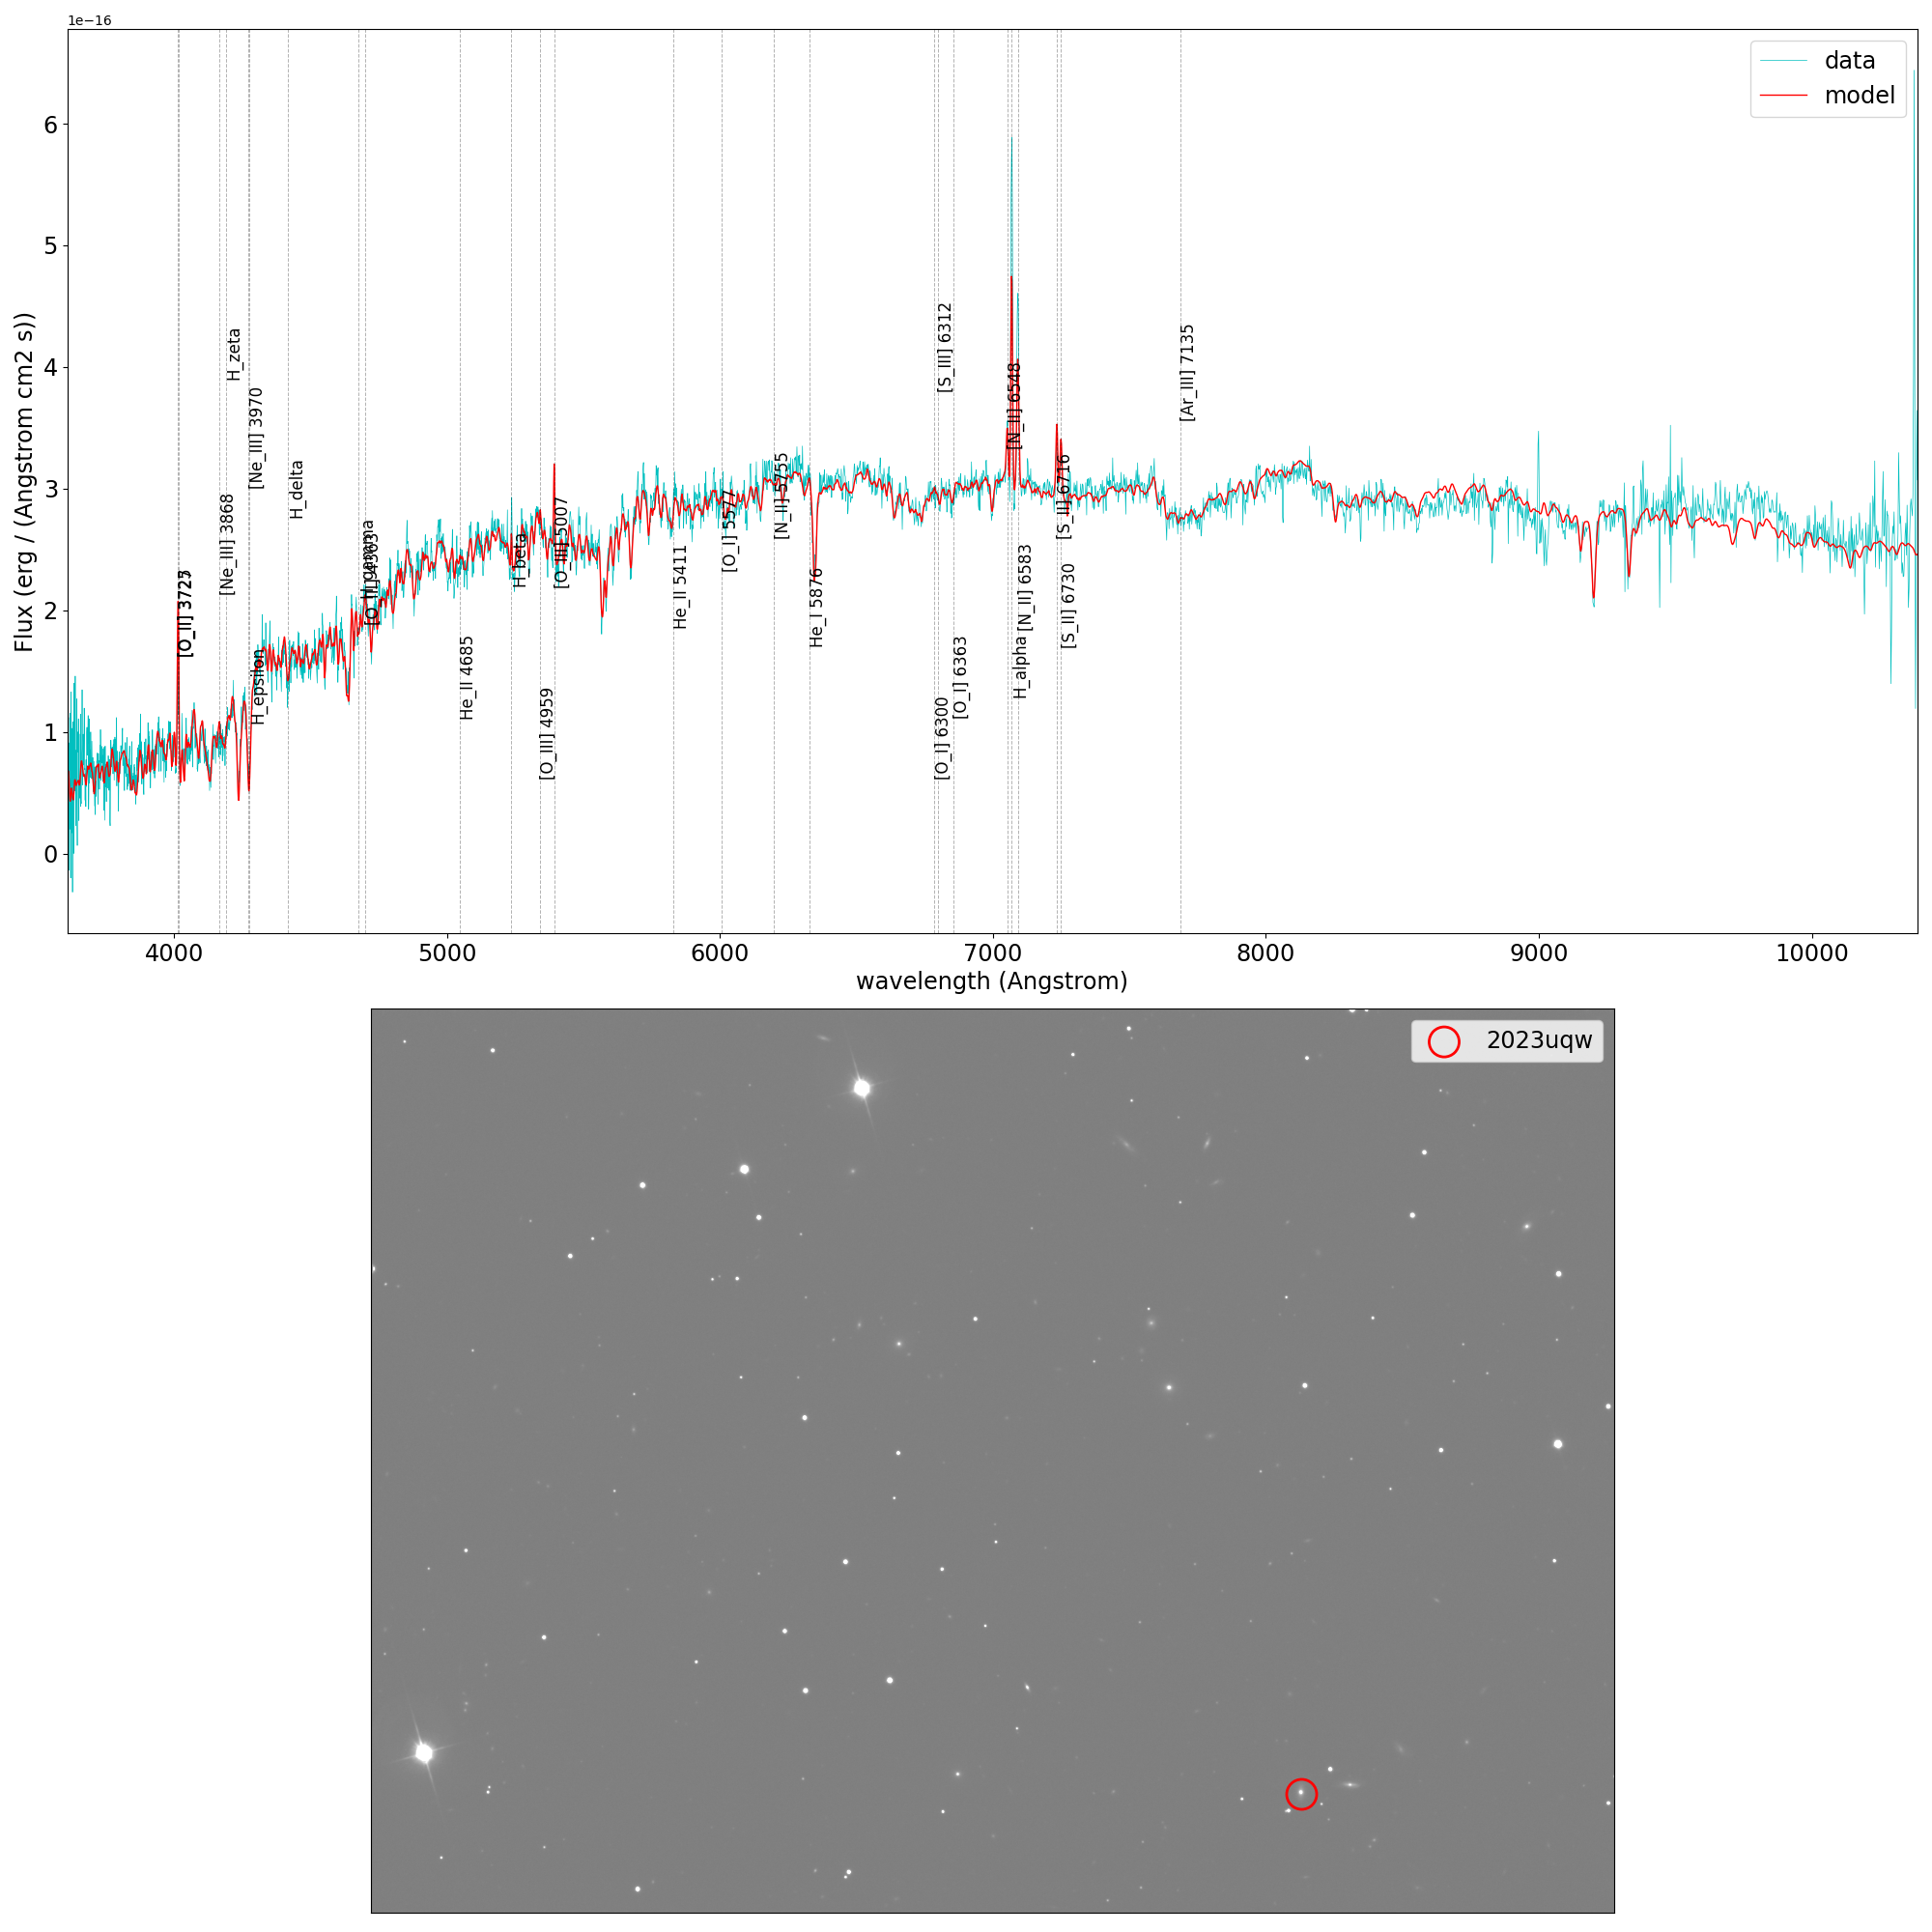 1e−16
data
model
Flux (erg / (Angstrom cm2 s))
6
5
4
3
2
1
0
[O_II] 3725
[Ne_III] 3868
H_zeta
[Ne_III] 3970
H_epsilon
H_delta
H_gamma
[O_III] 4363
He_II 4685
H_beta
[O_III] 4959
[O_III] 5007
He_II 5411
[O_I] 5577
[N_II] 5755
He_I 5876
[O_I] 6300
[S_III] 6312
[O_I] 6363
[N_II] 6548
H_alpha
[N_II] 6583
[S_II] 6716
[S_II] 6730
[Ar_III] 7135
4000 5000 6000 7000 8000 9000 10000
wavelength (Angstrom)
2023uqw